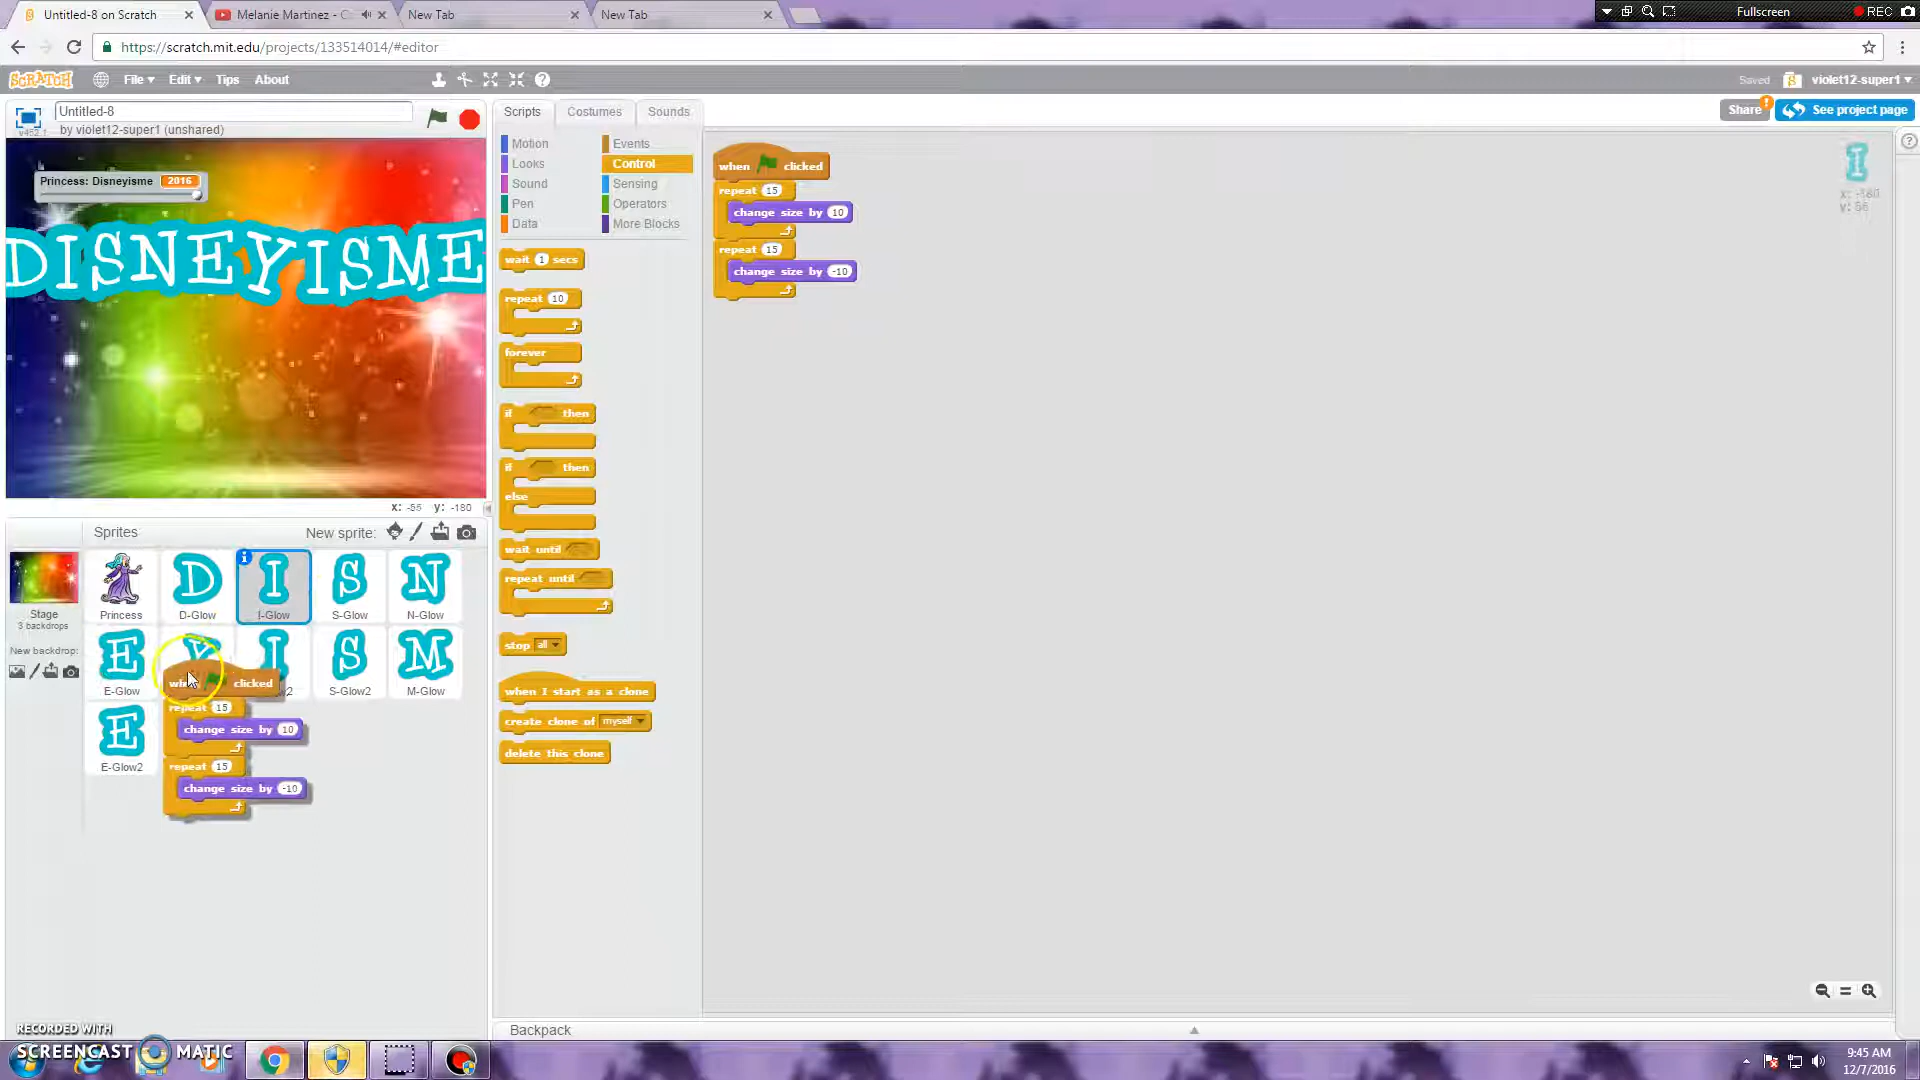 Untitled-8 on Scratch
Melanie Martinez - C
New Tab
New Tab
Fullscreen
REC
https://scratch.mit.edu/projects/133514014/#editor
SCRATCH
File
Edit
Tips
About
Saved
violet12-super1
Untitled-8
by violet12-super1 (unshared)
v452.1
Scripts
Costumes
Sounds
Share
See project page
Motion
Events
Looks
Control
Sound
Sensing
Pen
Operators
Data
More Blocks
Princess: Disneyisme 2016
DISNEYISME
when clicked
repeat 15
change size by 10
repeat 15
change size by -10
I
x: -180
y: 56
wait 1 secs
repeat 10
forever
if then
if then
else
wait until
repeat until
stop all
when I start as a clone
create clone of myself
delete this clone
x: -55 y: -180
Sprites
New sprite:
Stage
3 backdrops
New backdrop:
Princess
D
D-Glow
I
I-Glow
S
S-Glow
N
N-Glow
E
E-Glow
Y
I
S
S-Glow2
M
M-Glow
E
E-Glow2
when clicked
repeat 15
change size by 10
repeat 15
change size by -10
Backpack
RECORDED WITH
SCREENCAST MATIC
9:45 AM
12/7/2016